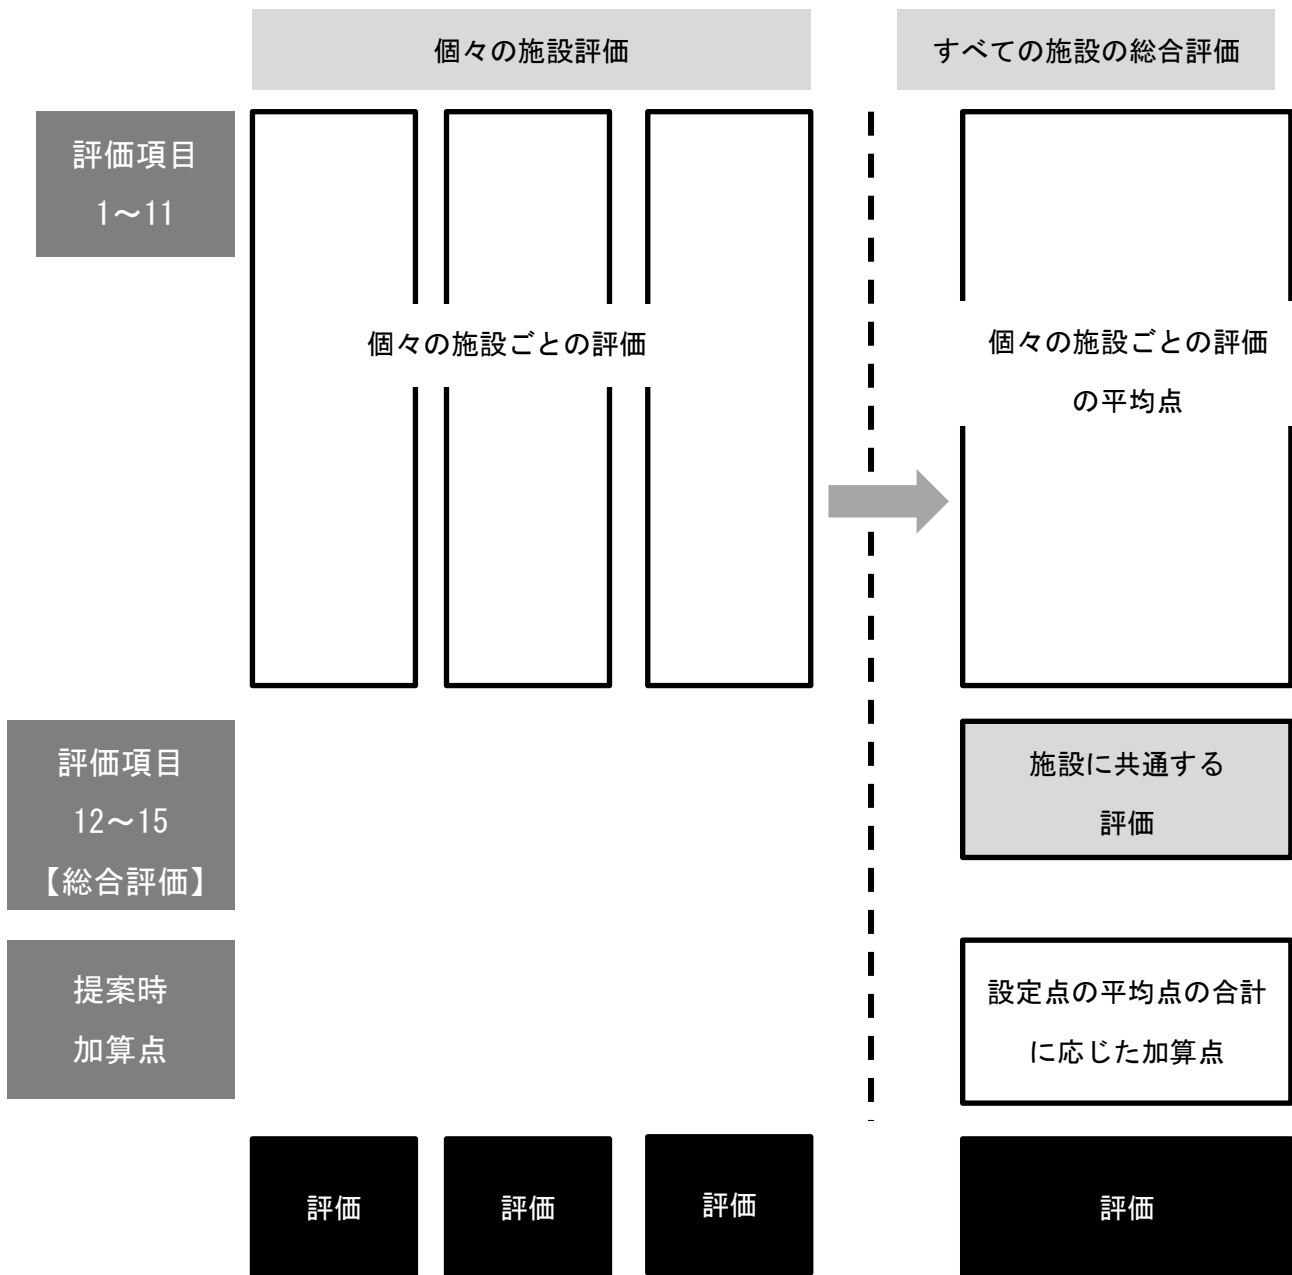 個々の施設評価
すべての施設の総合評価
評価項目
1～11
個々の施設ごとの評価
個々の施設ごとの評価
の平均点
評価項目
12～15
【総合評価】
施設に共通する
評価
提案時
加算点
設定点の平均点の合計
に応じた加算点
評価
評価
評価
評価